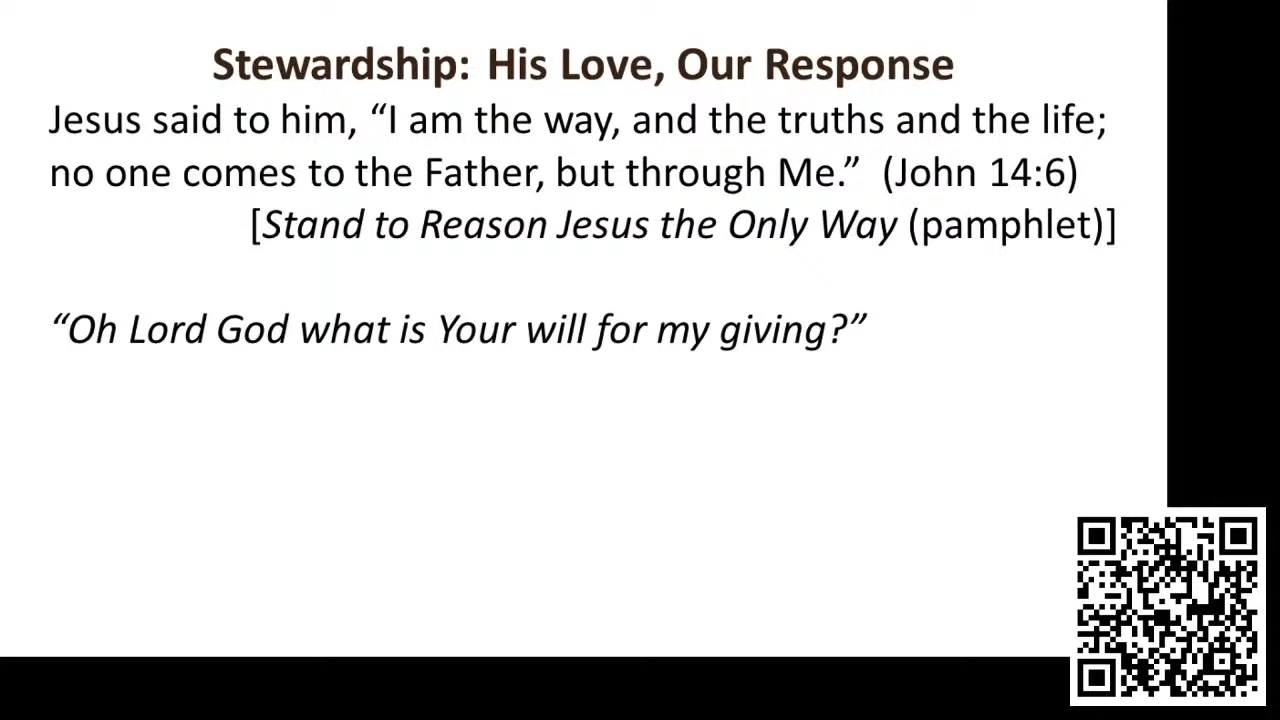 Stewardship: His Love, Our Response
Jesus said to him, “I am the way, and the truths and the life;
no one comes to the Father, but through Me.” (John 14:6)
[Stand to Reason Jesus the Only Way (pamphlet)]
“Oh Lord God what is Your will for my giving?”